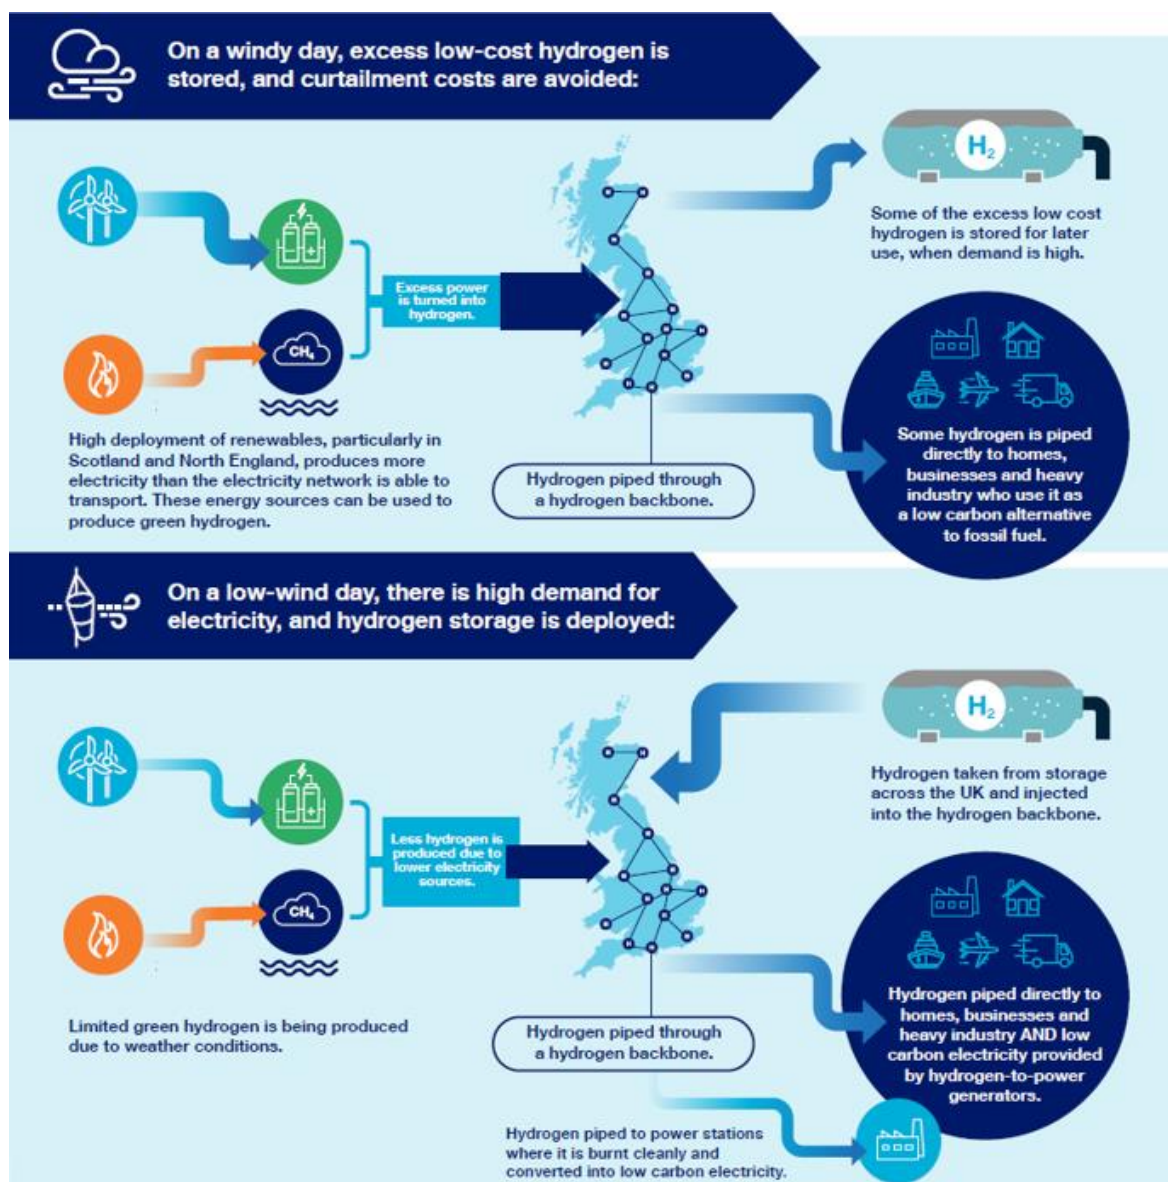 On a windy day, excess low-cost hydrogen is
stored, and curtailment costs are avoided:
H₂
Some of the excess low cost
hydrogen is stored for later
use, when demand is high.
Excess power
is turned into
hydrogen.
CH₄
High deployment of renewables, particularly in
Scotland and North England, produces more
electricity than the electricity network is able to
transport. These energy sources can be used to
produce green hydrogen.
Hydrogen piped through
a hydrogen backbone.
Some hydrogen is piped
directly to homes,
businesses and heavy
industry who use it as
a low carbon alternative
to fossil fuel.
On a low-wind day, there is high demand for
electricity, and hydrogen storage is deployed:
H₂
Hydrogen taken from storage
across the UK and injected
into the hydrogen backbone.
Less hydrogen is
produced due to
lower electricity
sources.
CH₄
Limited green hydrogen is being produced
due to weather conditions.
Hydrogen piped through
a hydrogen backbone.
Hydrogen piped directly to
homes, businesses and
heavy industry AND low
carbon electricity provided
by hydrogen-to-power
generators.
Hydrogen piped to power stations
where it is burnt cleanly and
converted into low carbon electricity.